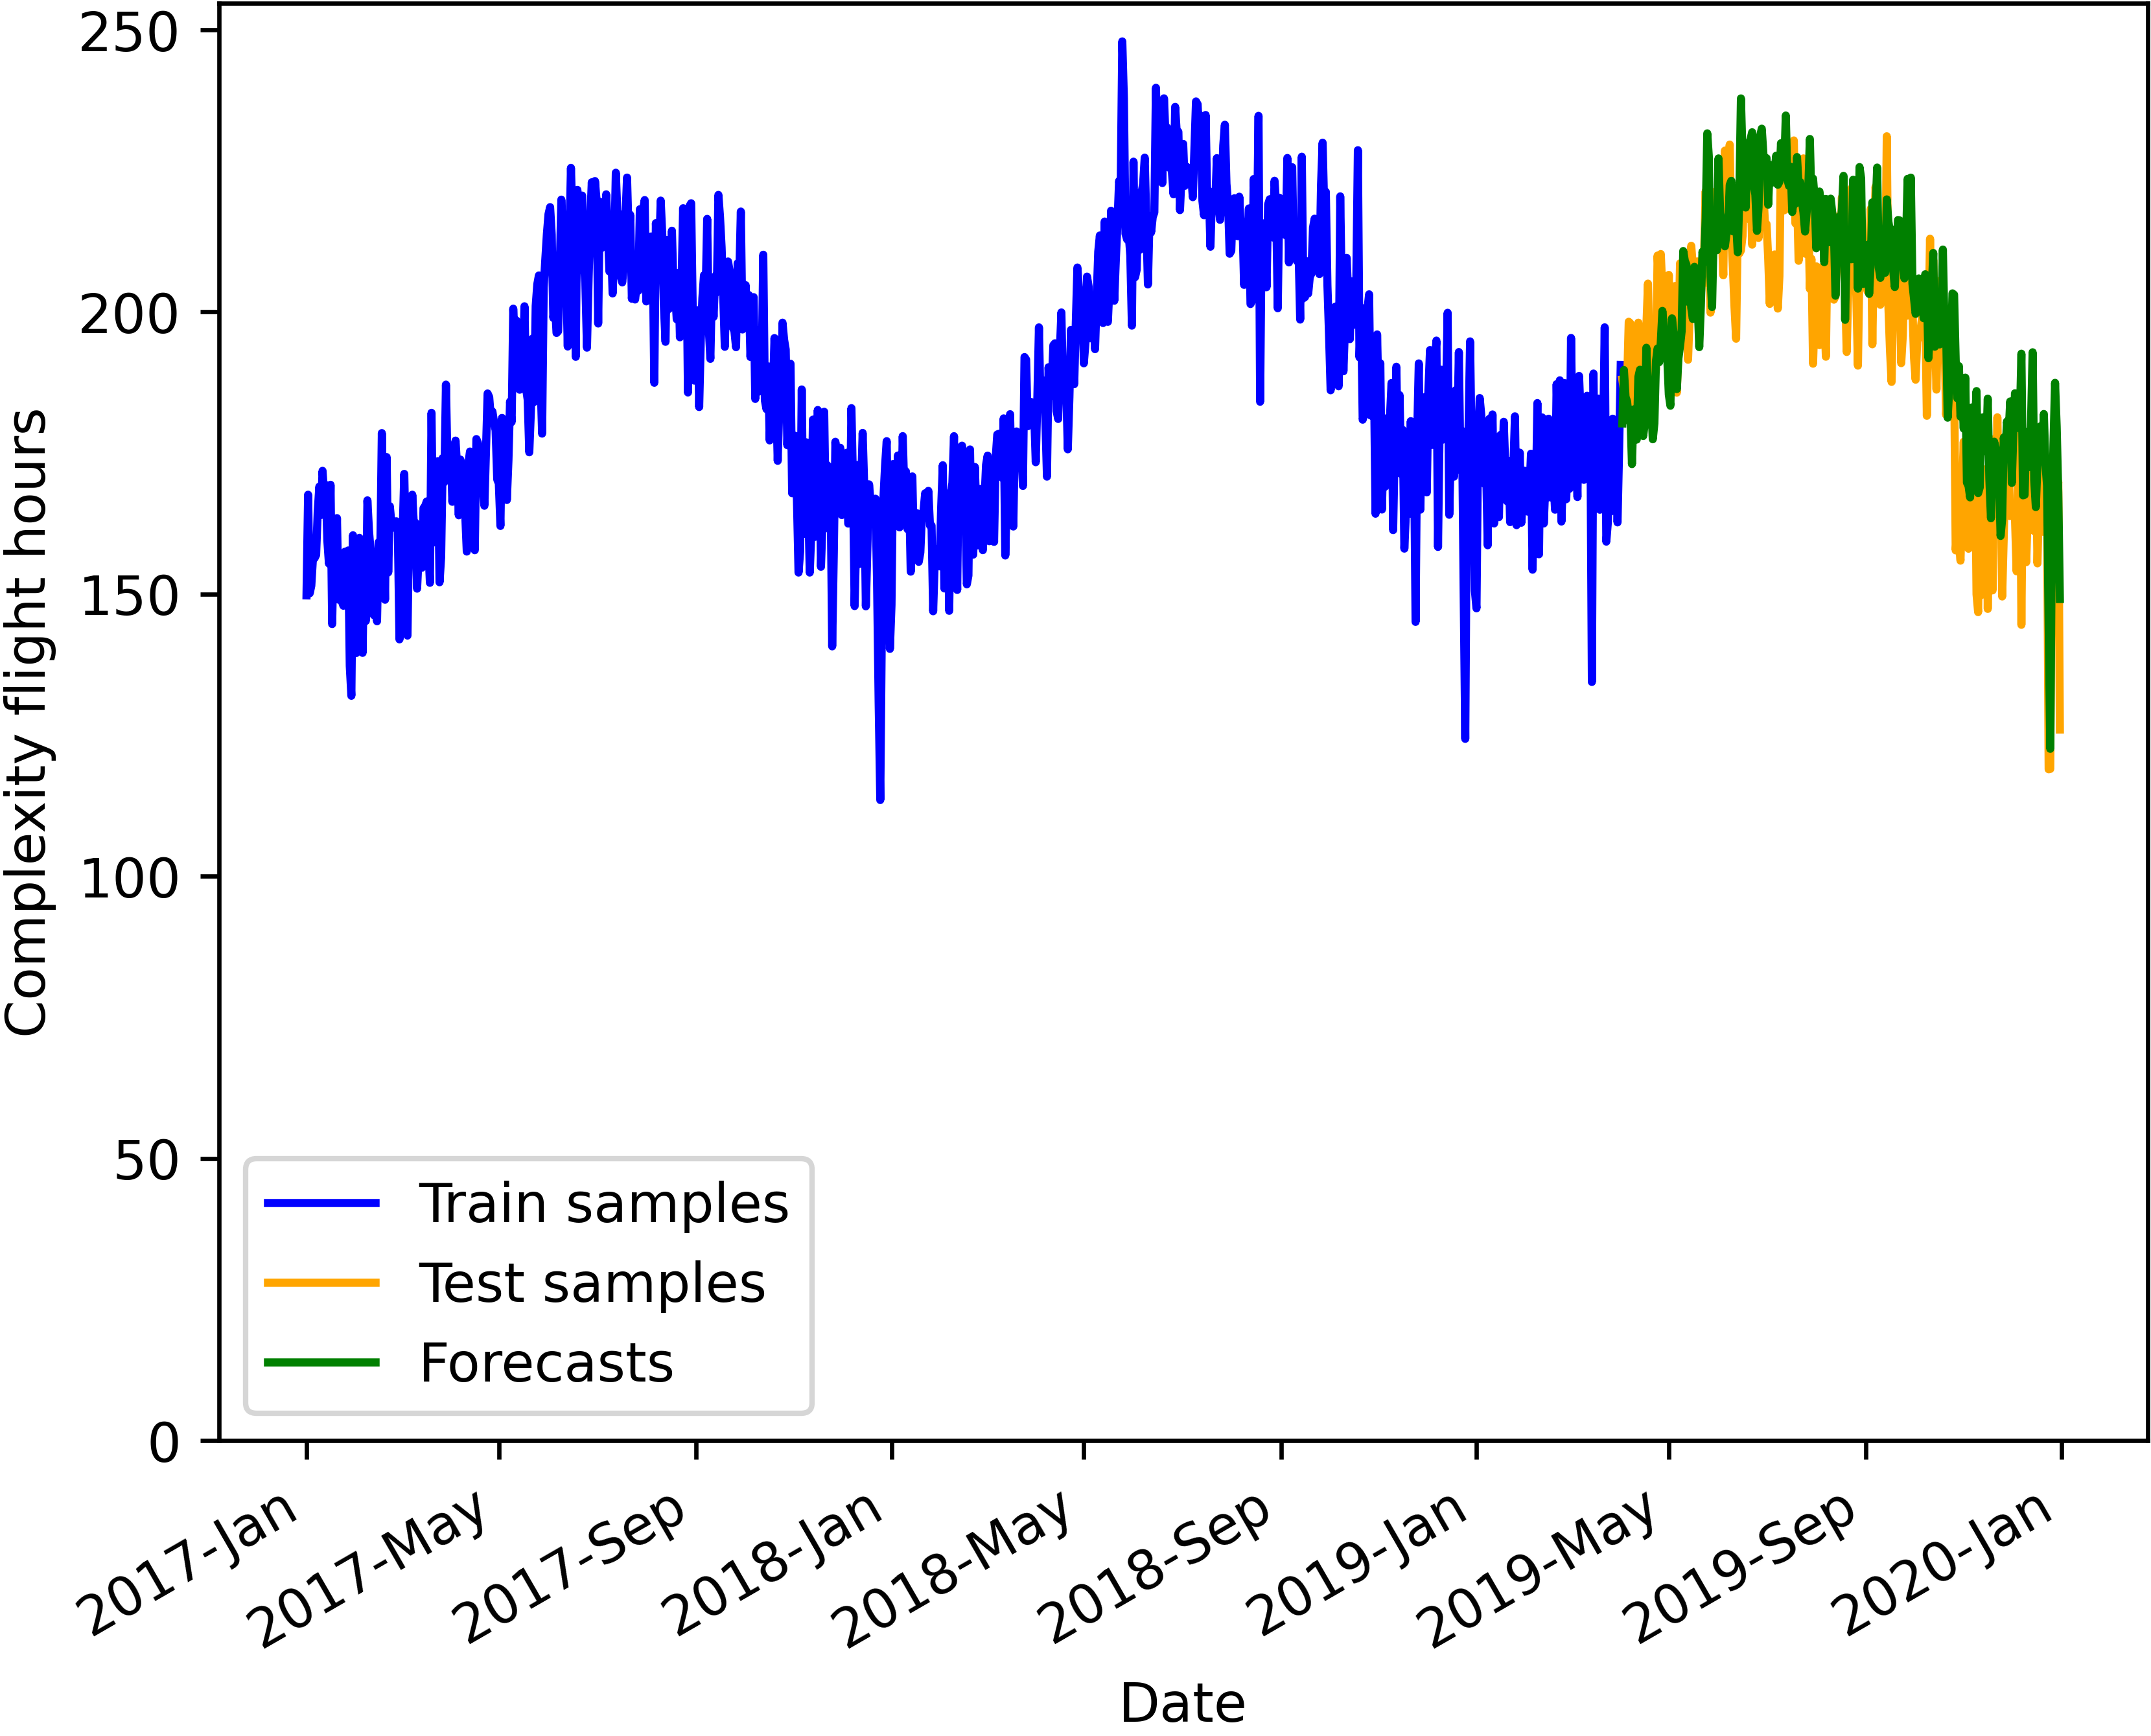 Complexity flight hours
250
200
150
100
50
0
Train samples
Test samples
Forecasts
2017-Jan
2017-May
2017-Sep
2018-Jan
2018-May
2018-Sep
2019-Jan
2019-May
2019-Sep
2020-Jan
Date